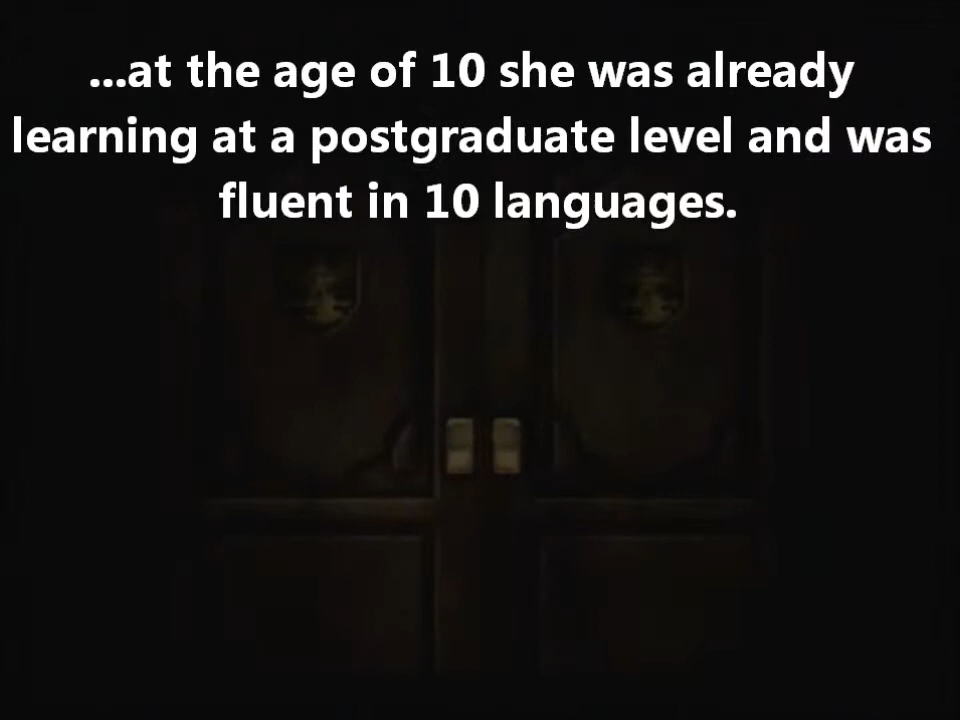 ...at the age of 10 she was already
learning at a postgraduate level and was
fluent in 10 languages.